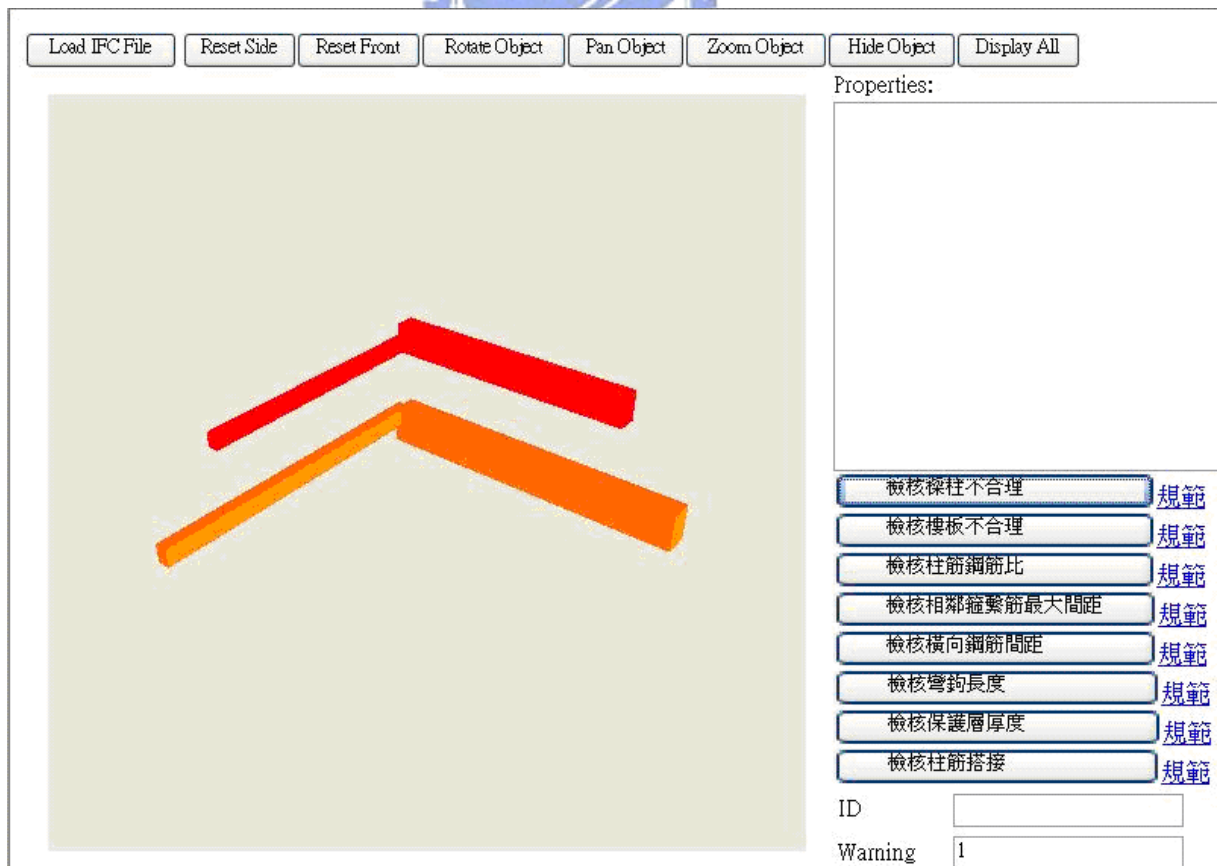 Load IFC File Reset Side Reset Front Rotate Object Pan Object Zoom Object Hide Object Display All
Properties:
檢核樑柱不合理 規範
檢核樓板不合理 規範
檢核柱筋鋼筋比 規範
檢核相鄰箍繫筋最大間距 規範
檢核橫向鋼筋間距 規範
檢核彎鉤長度 規範
檢核保護層厚度 規範
檢核柱筋搭接 規範
ID
Warning 1